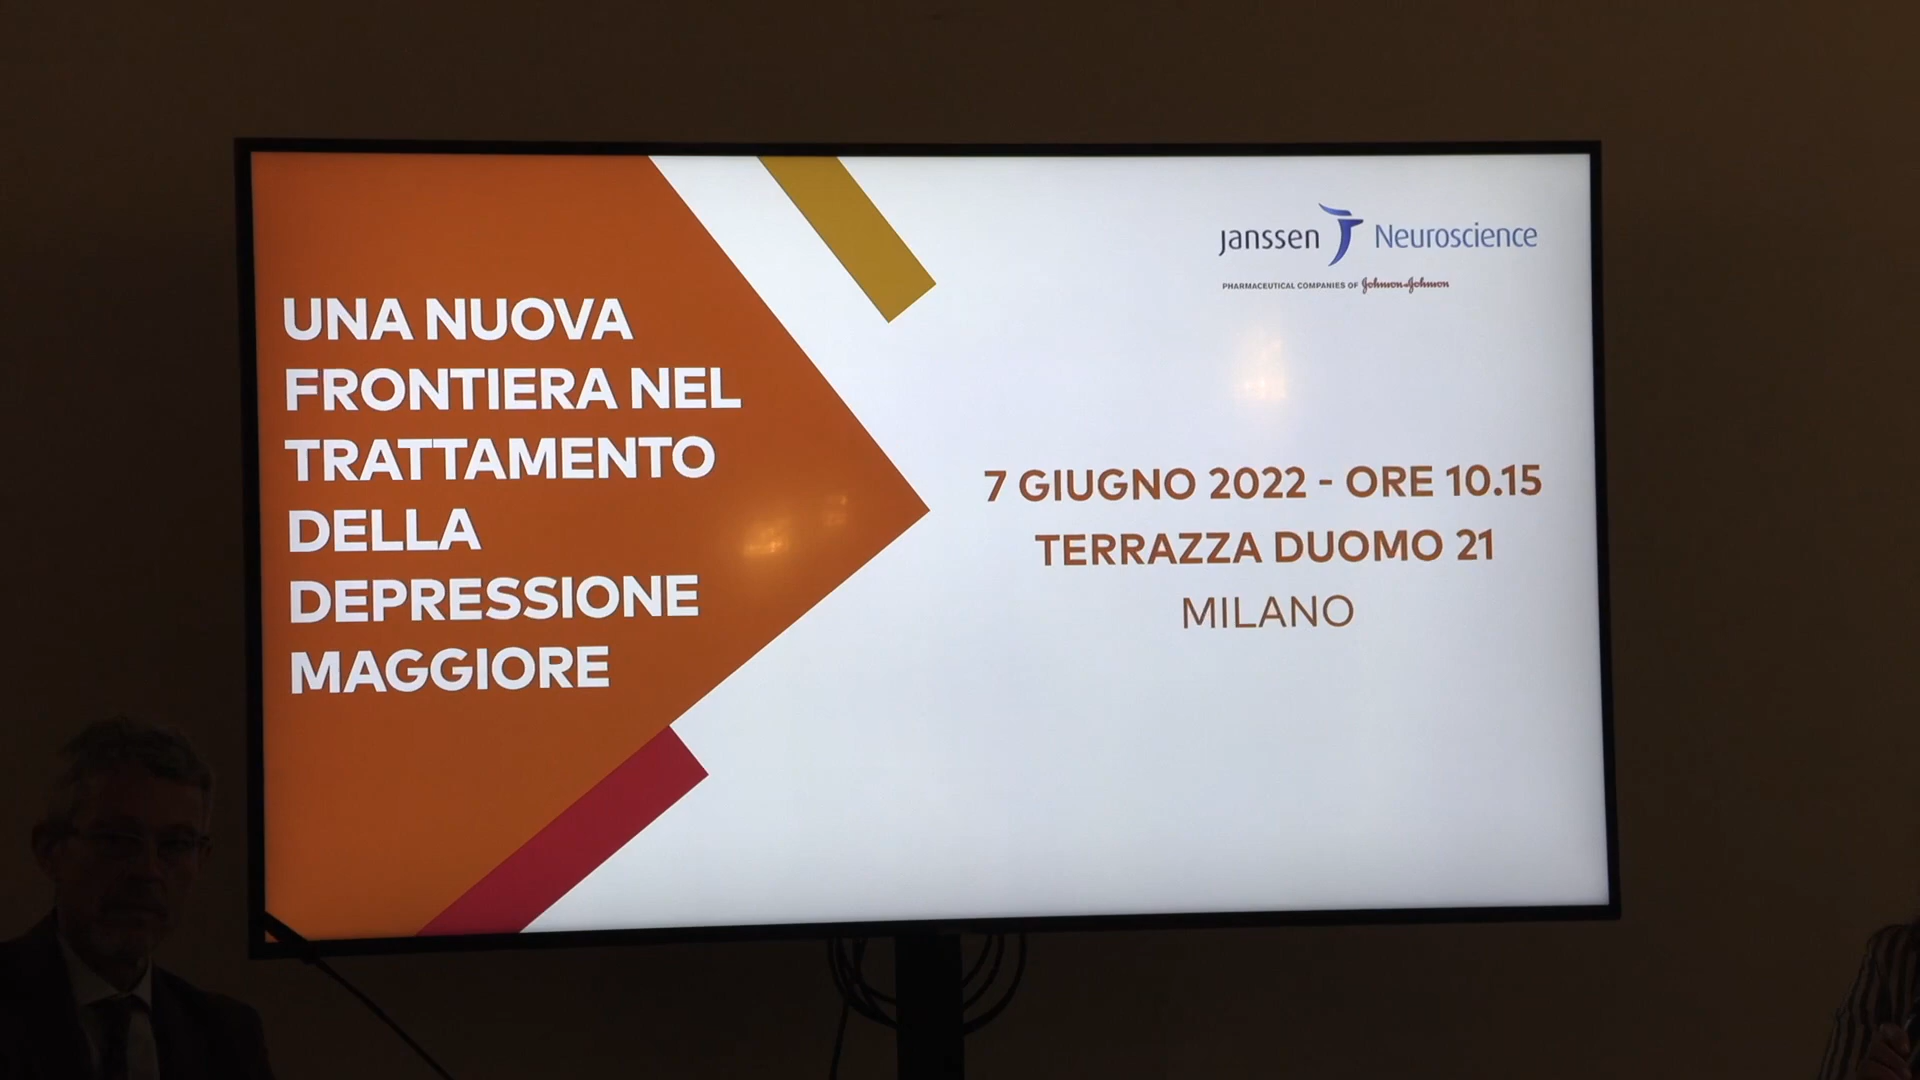 UNA NUOVA
FRONTIERA NEL
TRATTAMENTO
DELLA
DEPRESSIONE
MAGGIORE
janssen Neuroscience
PHARMACEUTICAL COMPANIES OF Johnson & Johnson
7 GIUGNO 2022 - ORE 10.15
TERRAZZA DUOMO 21
MILANO